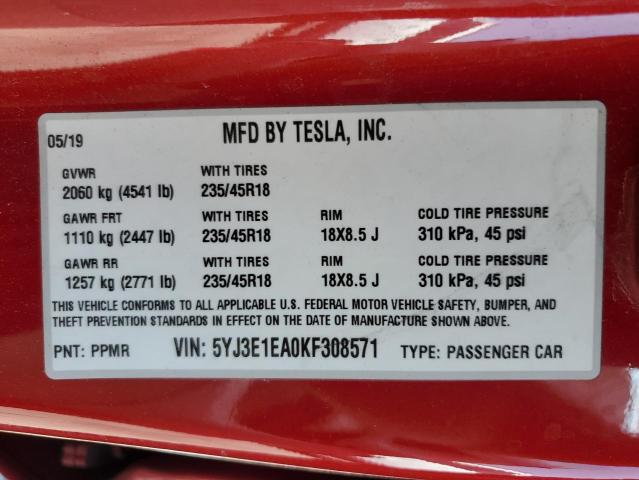 05/19 MFD BY TESLA, INC.
GVWR WITH TIRES
2060 kg (4541 lb) 235/45R18
GAWR FRT WITH TIRES RIM COLD TIRE PRESSURE
1110 kg (2447 lb) 235/45R18 18X8.5 J 310 kPa, 45 psi
GAWR RR WITH TIRES RIM COLD TIRE PRESSURE
1257 kg (2771 lb) 235/45R18 18X8.5 J 310 kPa, 45 psi
THIS VEHICLE CONFORMS TO ALL APPLICABLE U.S. FEDERAL MOTOR VEHICLE SAFETY, BUMPER, AND
THEFT PREVENTION STANDARDS IN EFFECT ON THE DATE OF MANUFACTURE SHOWN ABOVE.
PNT: PPMR VIN: 5YJ3E1EA0KF308571 TYPE: PASSENGER CAR